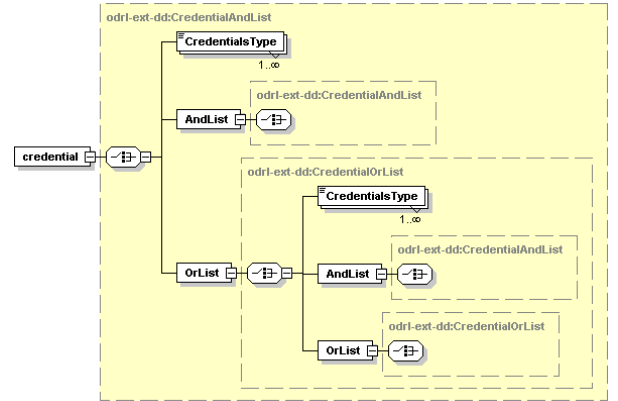 odrl-ext-dd:CredentialAndList
CredentialsType
1..∞
odrl-ext-dd:CredentialAndList
AndList
credential
odrl-ext-dd:CredentialOrList
CredentialsType
1..∞
odrl-ext-dd:CredentialAndList
OrList
AndList
odrl-ext-dd:CredentialOrList
OrList